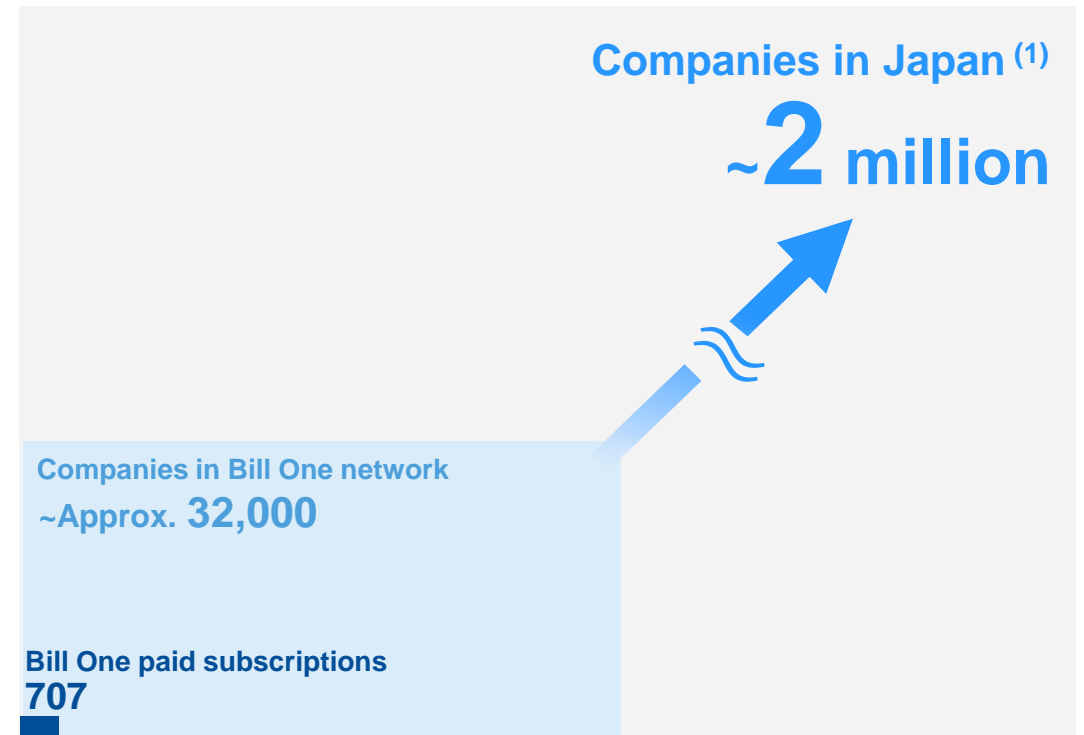 Companies in Japan (1)
~2 million
Companies in Bill One network
~Approx. 32,000
Bill One paid subscriptions
707